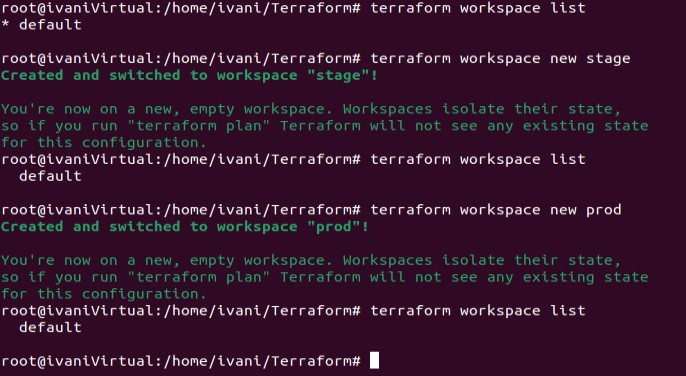 root@ivaniVirtual:/home/ivani/Terraform# terraform workspace list
* default
root@ivaniVirtual:/home/ivani/Terraform# terraform workspace new stage
Created and switched to workspace "stage"!
You're now on a new, empty workspace. Workspaces isolate their state,
so if you run "terraform plan" Terraform will not see any existing state
for this configuration.
root@ivaniVirtual:/home/ivani/Terraform# terraform workspace list
  default
root@ivaniVirtual:/home/ivani/Terraform# terraform workspace new prod
Created and switched to workspace "prod"!
You're now on a new, empty workspace. Workspaces isolate their state,
so if you run "terraform plan" Terraform will not see any existing state
for this configuration.
root@ivaniVirtual:/home/ivani/Terraform# terraform workspace list
  default
root@ivaniVirtual:/home/ivani/Terraform#